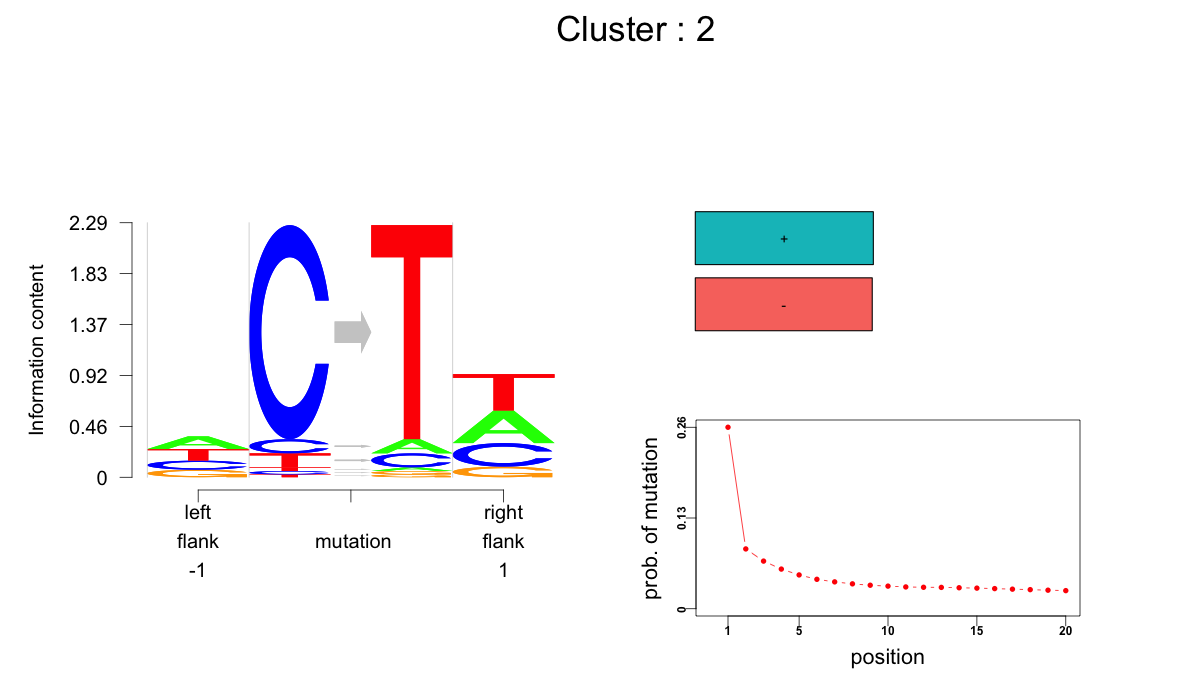 Cluster : 2
Information content
2.29
1.83
1.37
0.92
0.46
0
A
T
C
G
C
C
T
T
A
C
T
A
C
G
left
flank
-1
mutation
right
flank
1
+
-
prob. of mutation
0.26
0.13
0
1
5
10
15
20
position